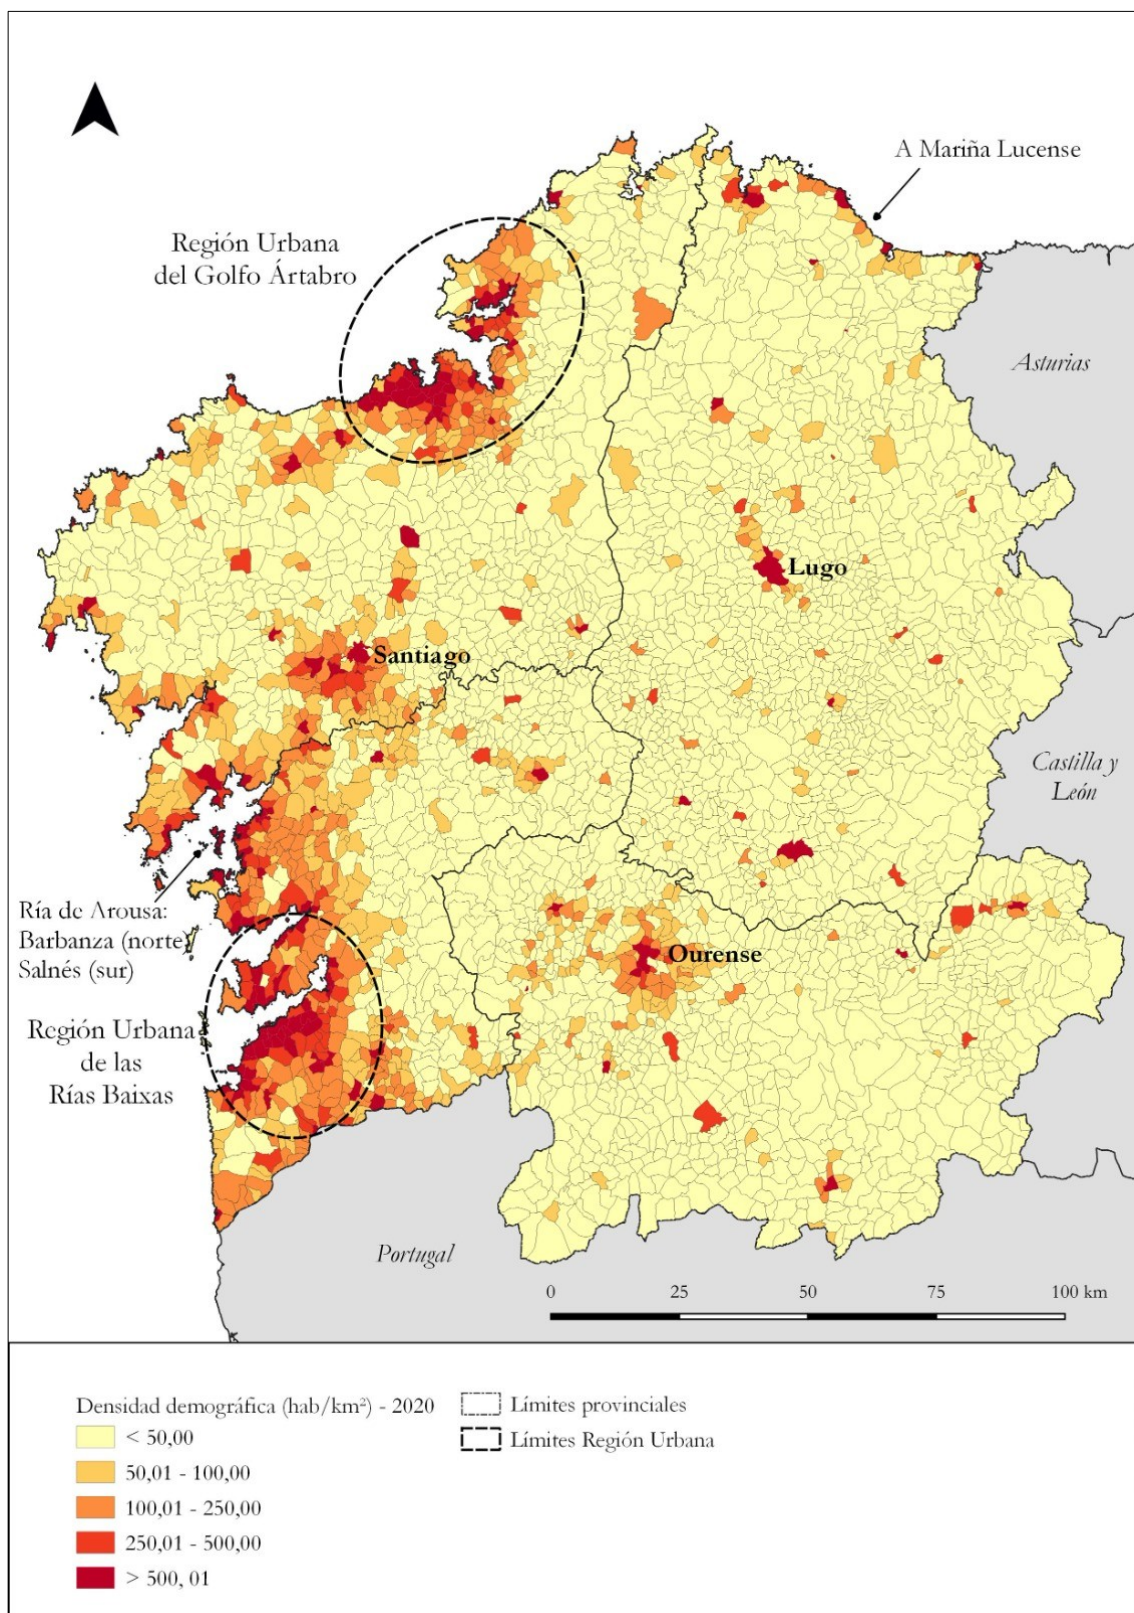 A Mariña Lucense
Región Urbana
del Golfo Ártabro
Asturias
Lugo
Santiago
Castilla y
León
Ría de Arousa:
Barbanza (norte)
Salnés (sur)
Ourense
Región Urbana
de las
Rías Baixas
Portugal
0 25 50 75 100 km
Densidad demográfica (hab/km²) - 2020
< 50,00
50,01 - 100,00
100,01 - 250,00
250,01 - 500,00
> 500, 01
Límites provinciales
Límites Región Urbana